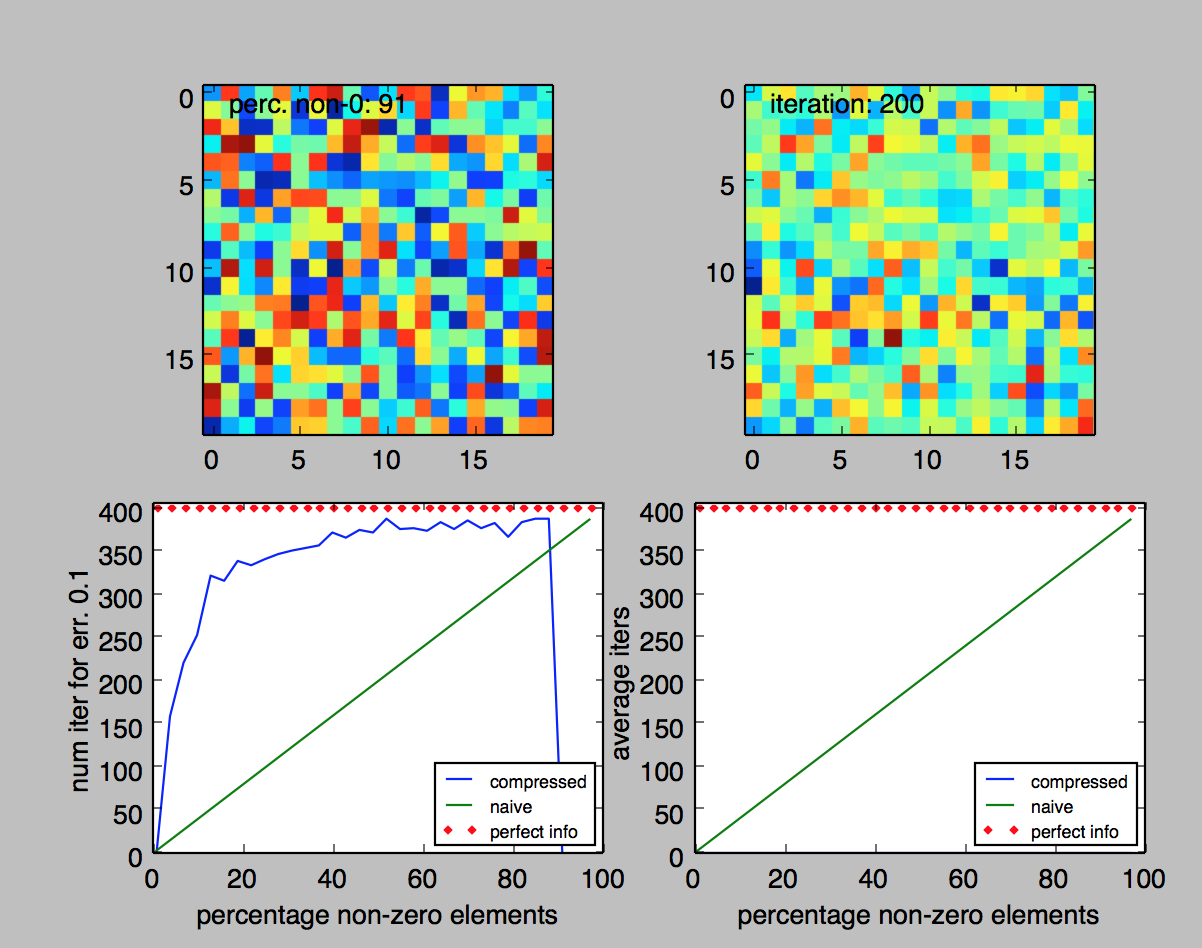 perc. non-0: 91
0
5
10
15
0 5 10 15
iteration: 200
0
5
10
15
0 5 10 15
num iter for err. 0.1
400
350
300
250
200
150
100
50
0
compressed
naive
perfect info
0 20 40 60 80 100
percentage non-zero elements
average iters
400
350
300
250
200
150
100
50
0
compressed
naive
perfect info
0 20 40 60 80 100
percentage non-zero elements